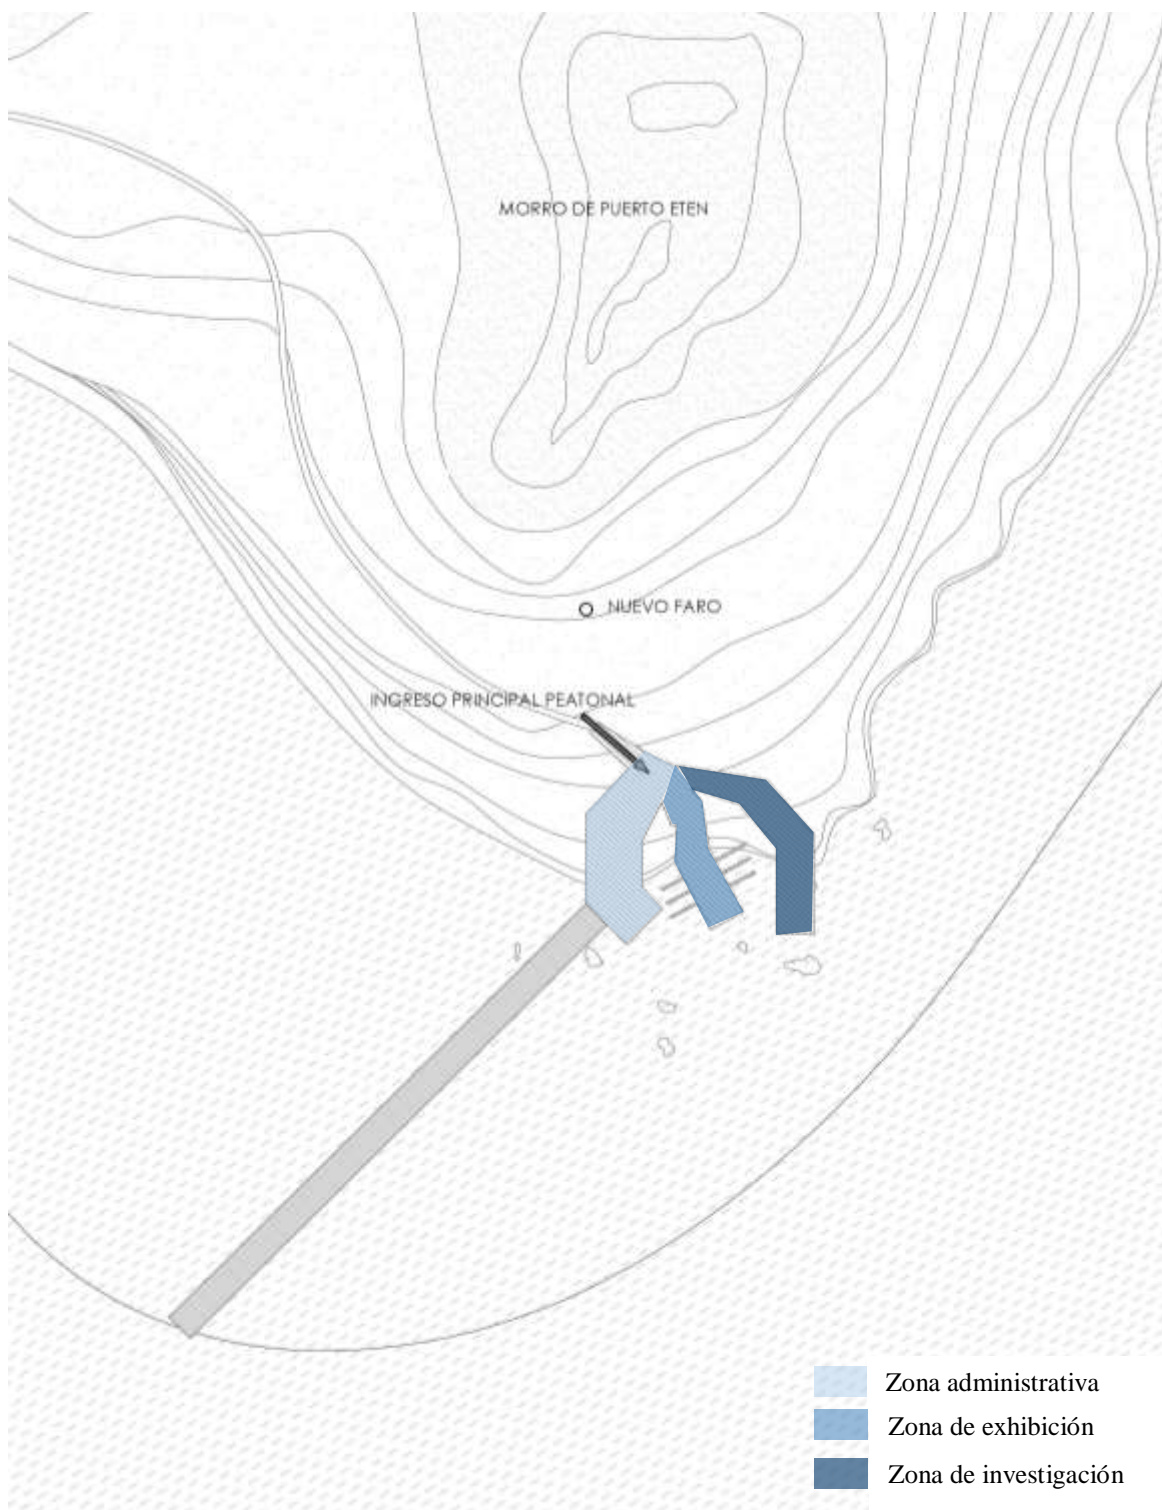 MORRO DE PUERTO ETEN
NUEVO FARO
INGRESO PRINCIPAL PEATONAL
Zona administrativa
Zona de exhibición
Zona de investigación